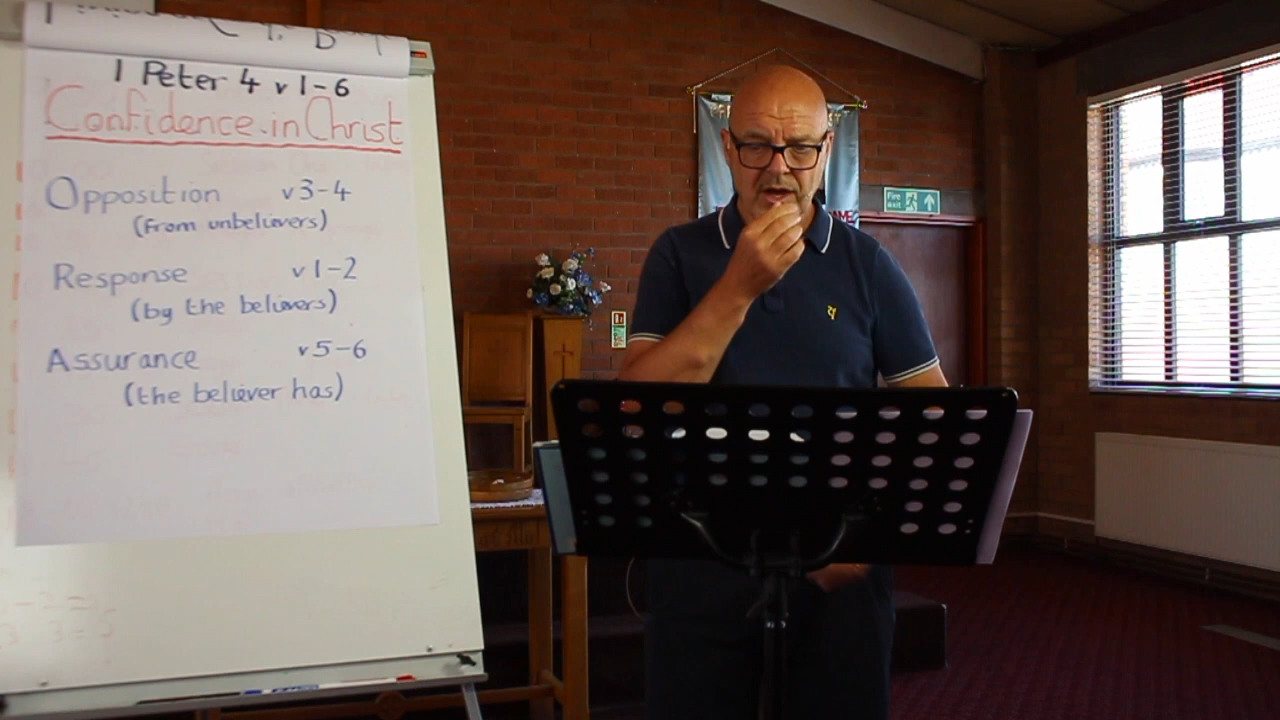 1 Peter 4 v 1-6
Confidence in Christ
Opposition v3-4
(from unbelievers)
Response v1-2
(by the believers)
Assurance v5-6
(the believer has)
Fire exit